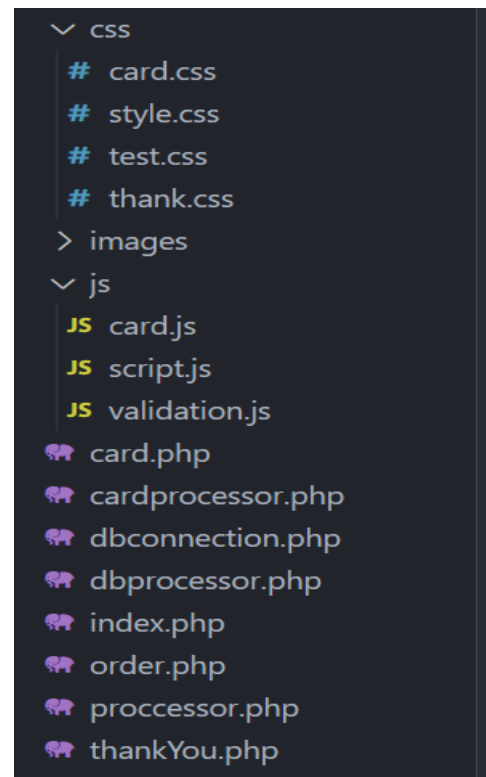 css
# card.css
# style.css
# test.css
# thank.css
images
js
JS card.js
JS script.js
JS validation.js
card.php
cardprocessor.php
dbconnection.php
dbprocessor.php
index.php
order.php
proccessor.php
thankYou.php